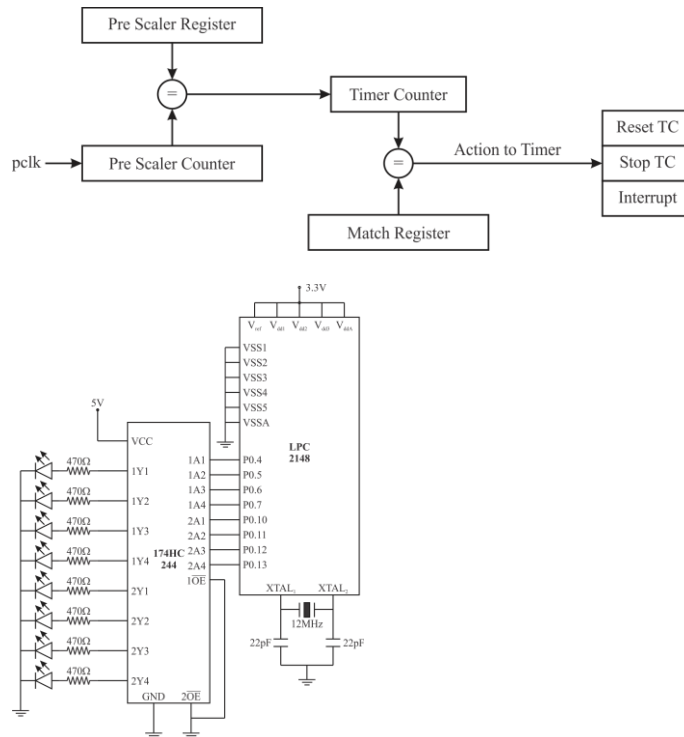 Pre Scaler Register
=
Timer Counter
pclk
Pre Scaler Counter
=
Action to Timer
Reset TC
Stop TC
Interrupt
Match Register
3.3V
Vref Vdd1 Vdd2 Vdd3 VddA
VSS1
VSS2
VSS3
VSS4
VSS5
VSSA
LPC
2148
5V
VCC
470Ω 1Y1 1A1 P0.4
470Ω 1Y2 1A2 P0.5
470Ω 1Y3 1A3 P0.6
470Ω 1Y4 1A4 P0.7
470Ω 2Y1 2A1 P0.10
470Ω 2Y2 2A2 P0.11
470Ω 2Y3 2A3 P0.12
470Ω 2Y4 2A4 P0.13
174HC
244
1OE
GND 2OE
XTAL1 XTAL2
12MHz
22pF 22pF